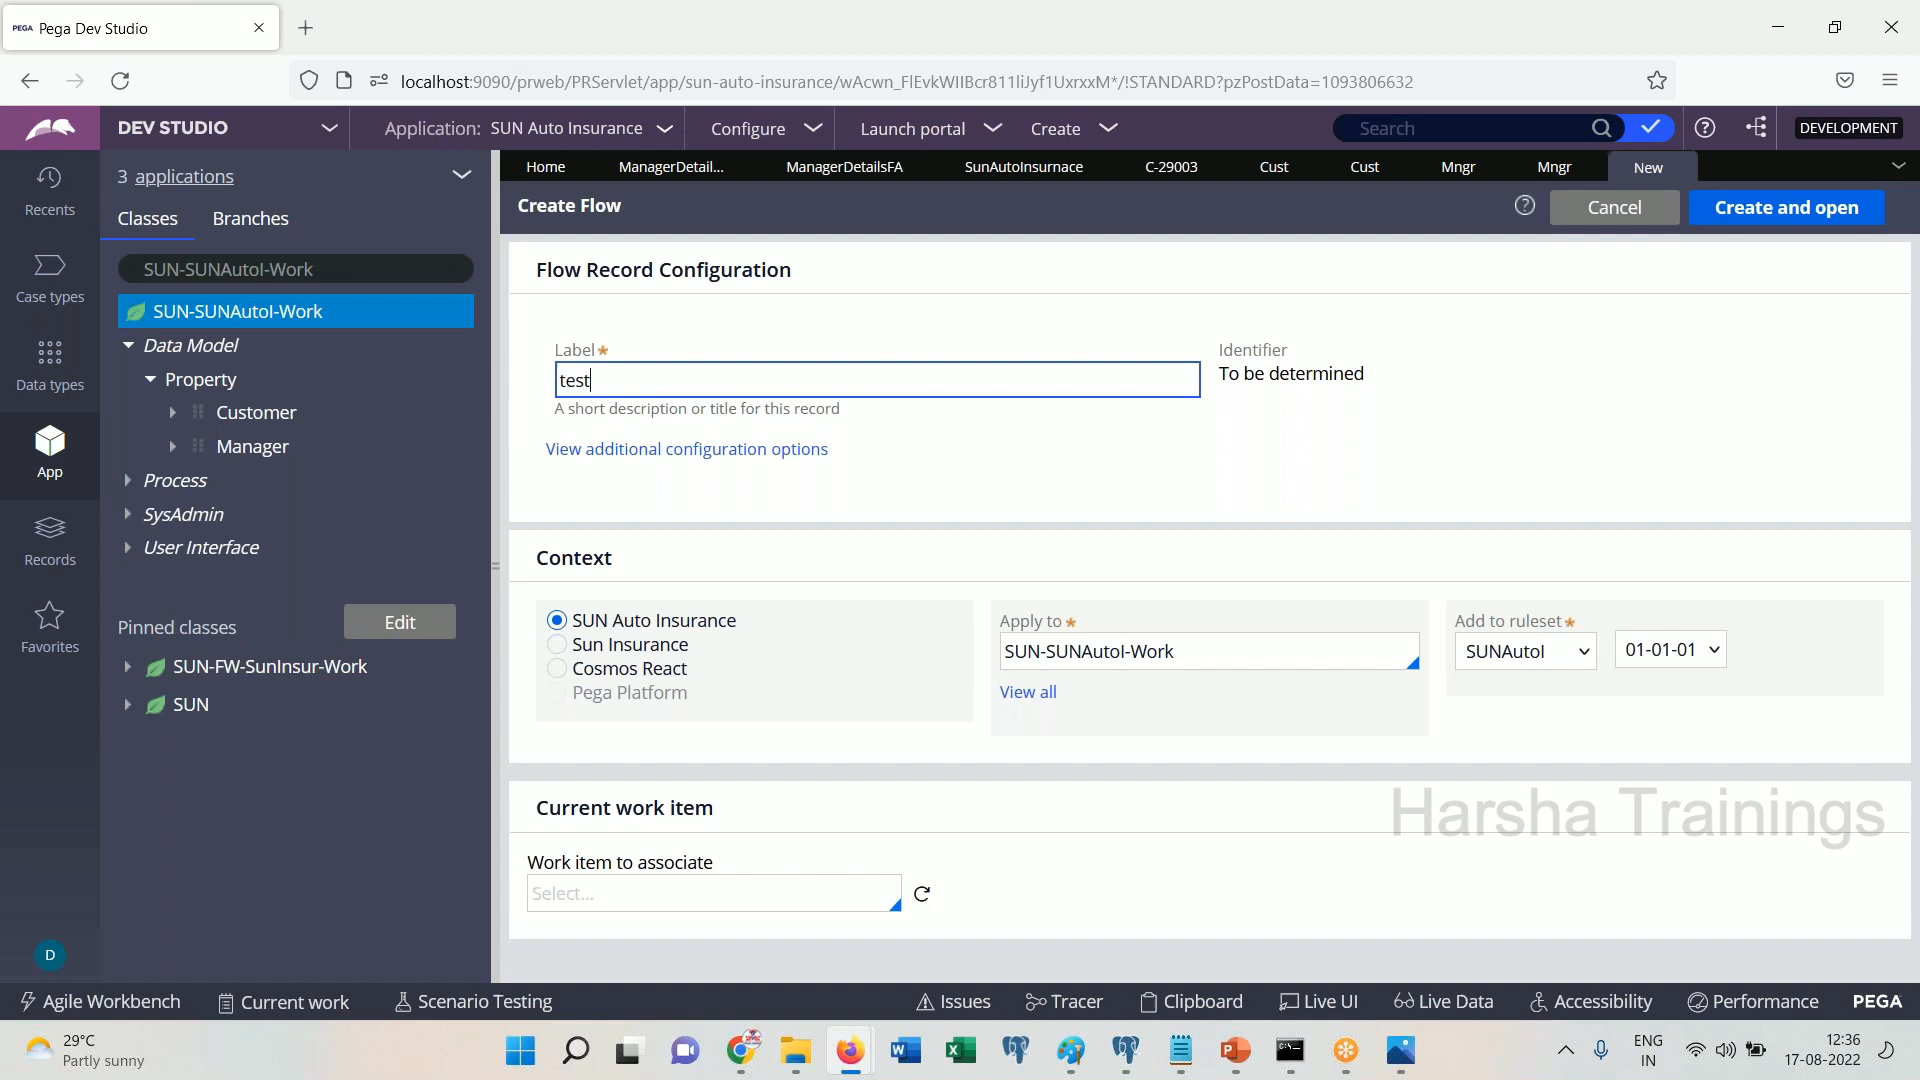 PEGA Pega Dev Studio
localhost:9090/prweb/PRServlet/app/sun-auto-insurance/wAcwn_FlEvkWIIBcr811liJyf1UxrxxM*/!STANDARD?pzPostData=1093806632
DEV STUDIO
Application: SUN Auto Insurance
Configure
Launch portal
Create
Search
DEVELOPMENT
Recents
Case types
Data types
App
Records
Favorites
D
3 applications
Classes Branches
SUN-SUNAutoI-Work
SUN-SUNAutoI-Work
Data Model
Property
Customer
Manager
Process
SysAdmin
User Interface
Pinned classes
Edit
SUN-FW-SunInsur-Work
SUN
Home ManagerDetail... ManagerDetailsFA SunAutoInsurnace C-29003 Cust Cust Mngr Mngr New
Create Flow
Cancel
Create and open
Flow Record Configuration
Label*
test
A short description or title for this record
Identifier
To be determined
View additional configuration options
Context
SUN Auto Insurance
Sun Insurance
Cosmos React
Pega Platform
Apply to*
SUN-SUNAutoI-Work
View all
Add to ruleset*
SUNAutoI
01-01-01
Current work item
Harsha Trainings
Work item to associate
Select...
Agile Workbench Current work Scenario Testing Issues Tracer Clipboard Live UI Live Data Accessibility Performance PEGA
29°C
Partly sunny
ENG
IN
12:36
17-08-2022